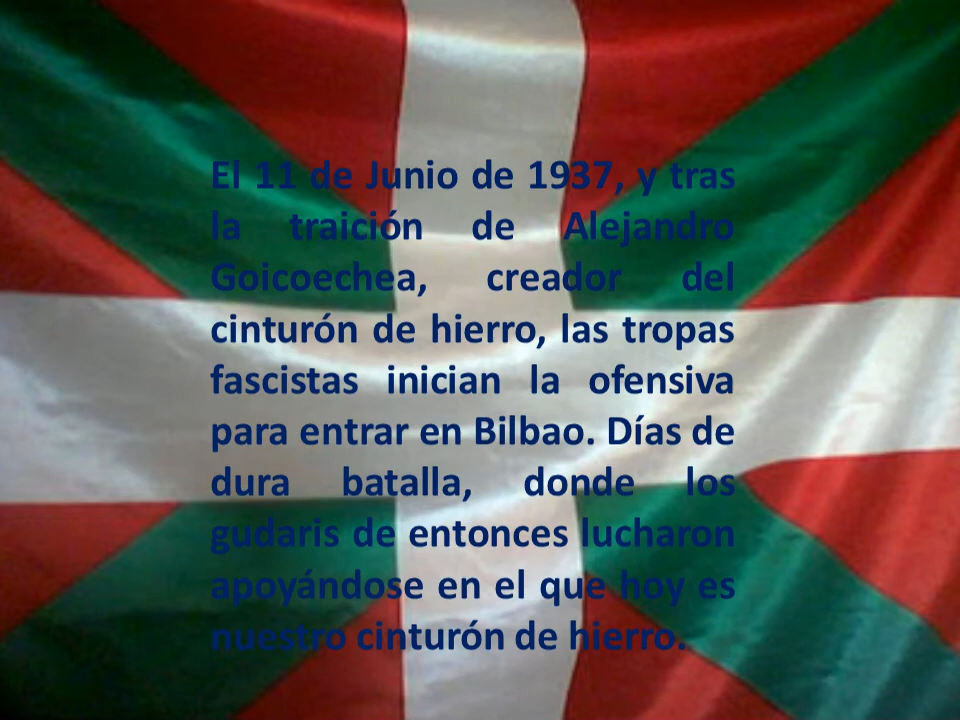 El 11 de Junio de 1937, y tras
la traición de Alejandro
Goicoechea, creador del
cinturón de hierro, las tropas
fascistas inician la ofensiva
para entrar en Bilbao. Días de
dura batalla, donde los
gudaris de entonces lucharon
apoyándose en el que hoy es
nuestro cinturón de hierro.